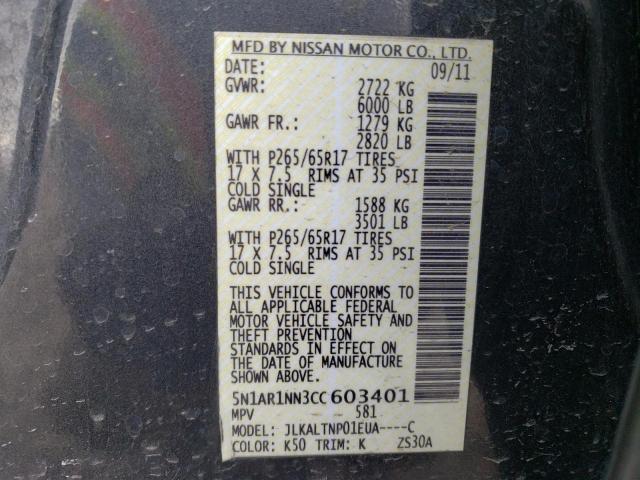 MFD BY NISSAN MOTOR CO., LTD.
DATE: 09/11
GVWR: 2722 KG
6000 LB
GAWR FR.: 1279 KG
2820 LB
WITH P265/65R17 TIRES
17 X 7.5 RIMS AT 35 PSI
COLD SINGLE
GAWR RR.: 1588 KG
3501 LB
WITH P265/65R17 TIRES
17 X 7.5 RIMS AT 35 PSI
COLD SINGLE
THIS VEHICLE CONFORMS TO
ALL APPLICABLE FEDERAL
MOTOR VEHICLE SAFETY AND
THEFT PREVENTION
STANDARDS IN EFFECT ON
THE DATE OF MANUFACTURE
SHOWN ABOVE.
5N1AR1NN3CC603401
MPV 581
MODEL: JLKALTNP01EUA----C
COLOR: K50 TRIM: K ZS30A